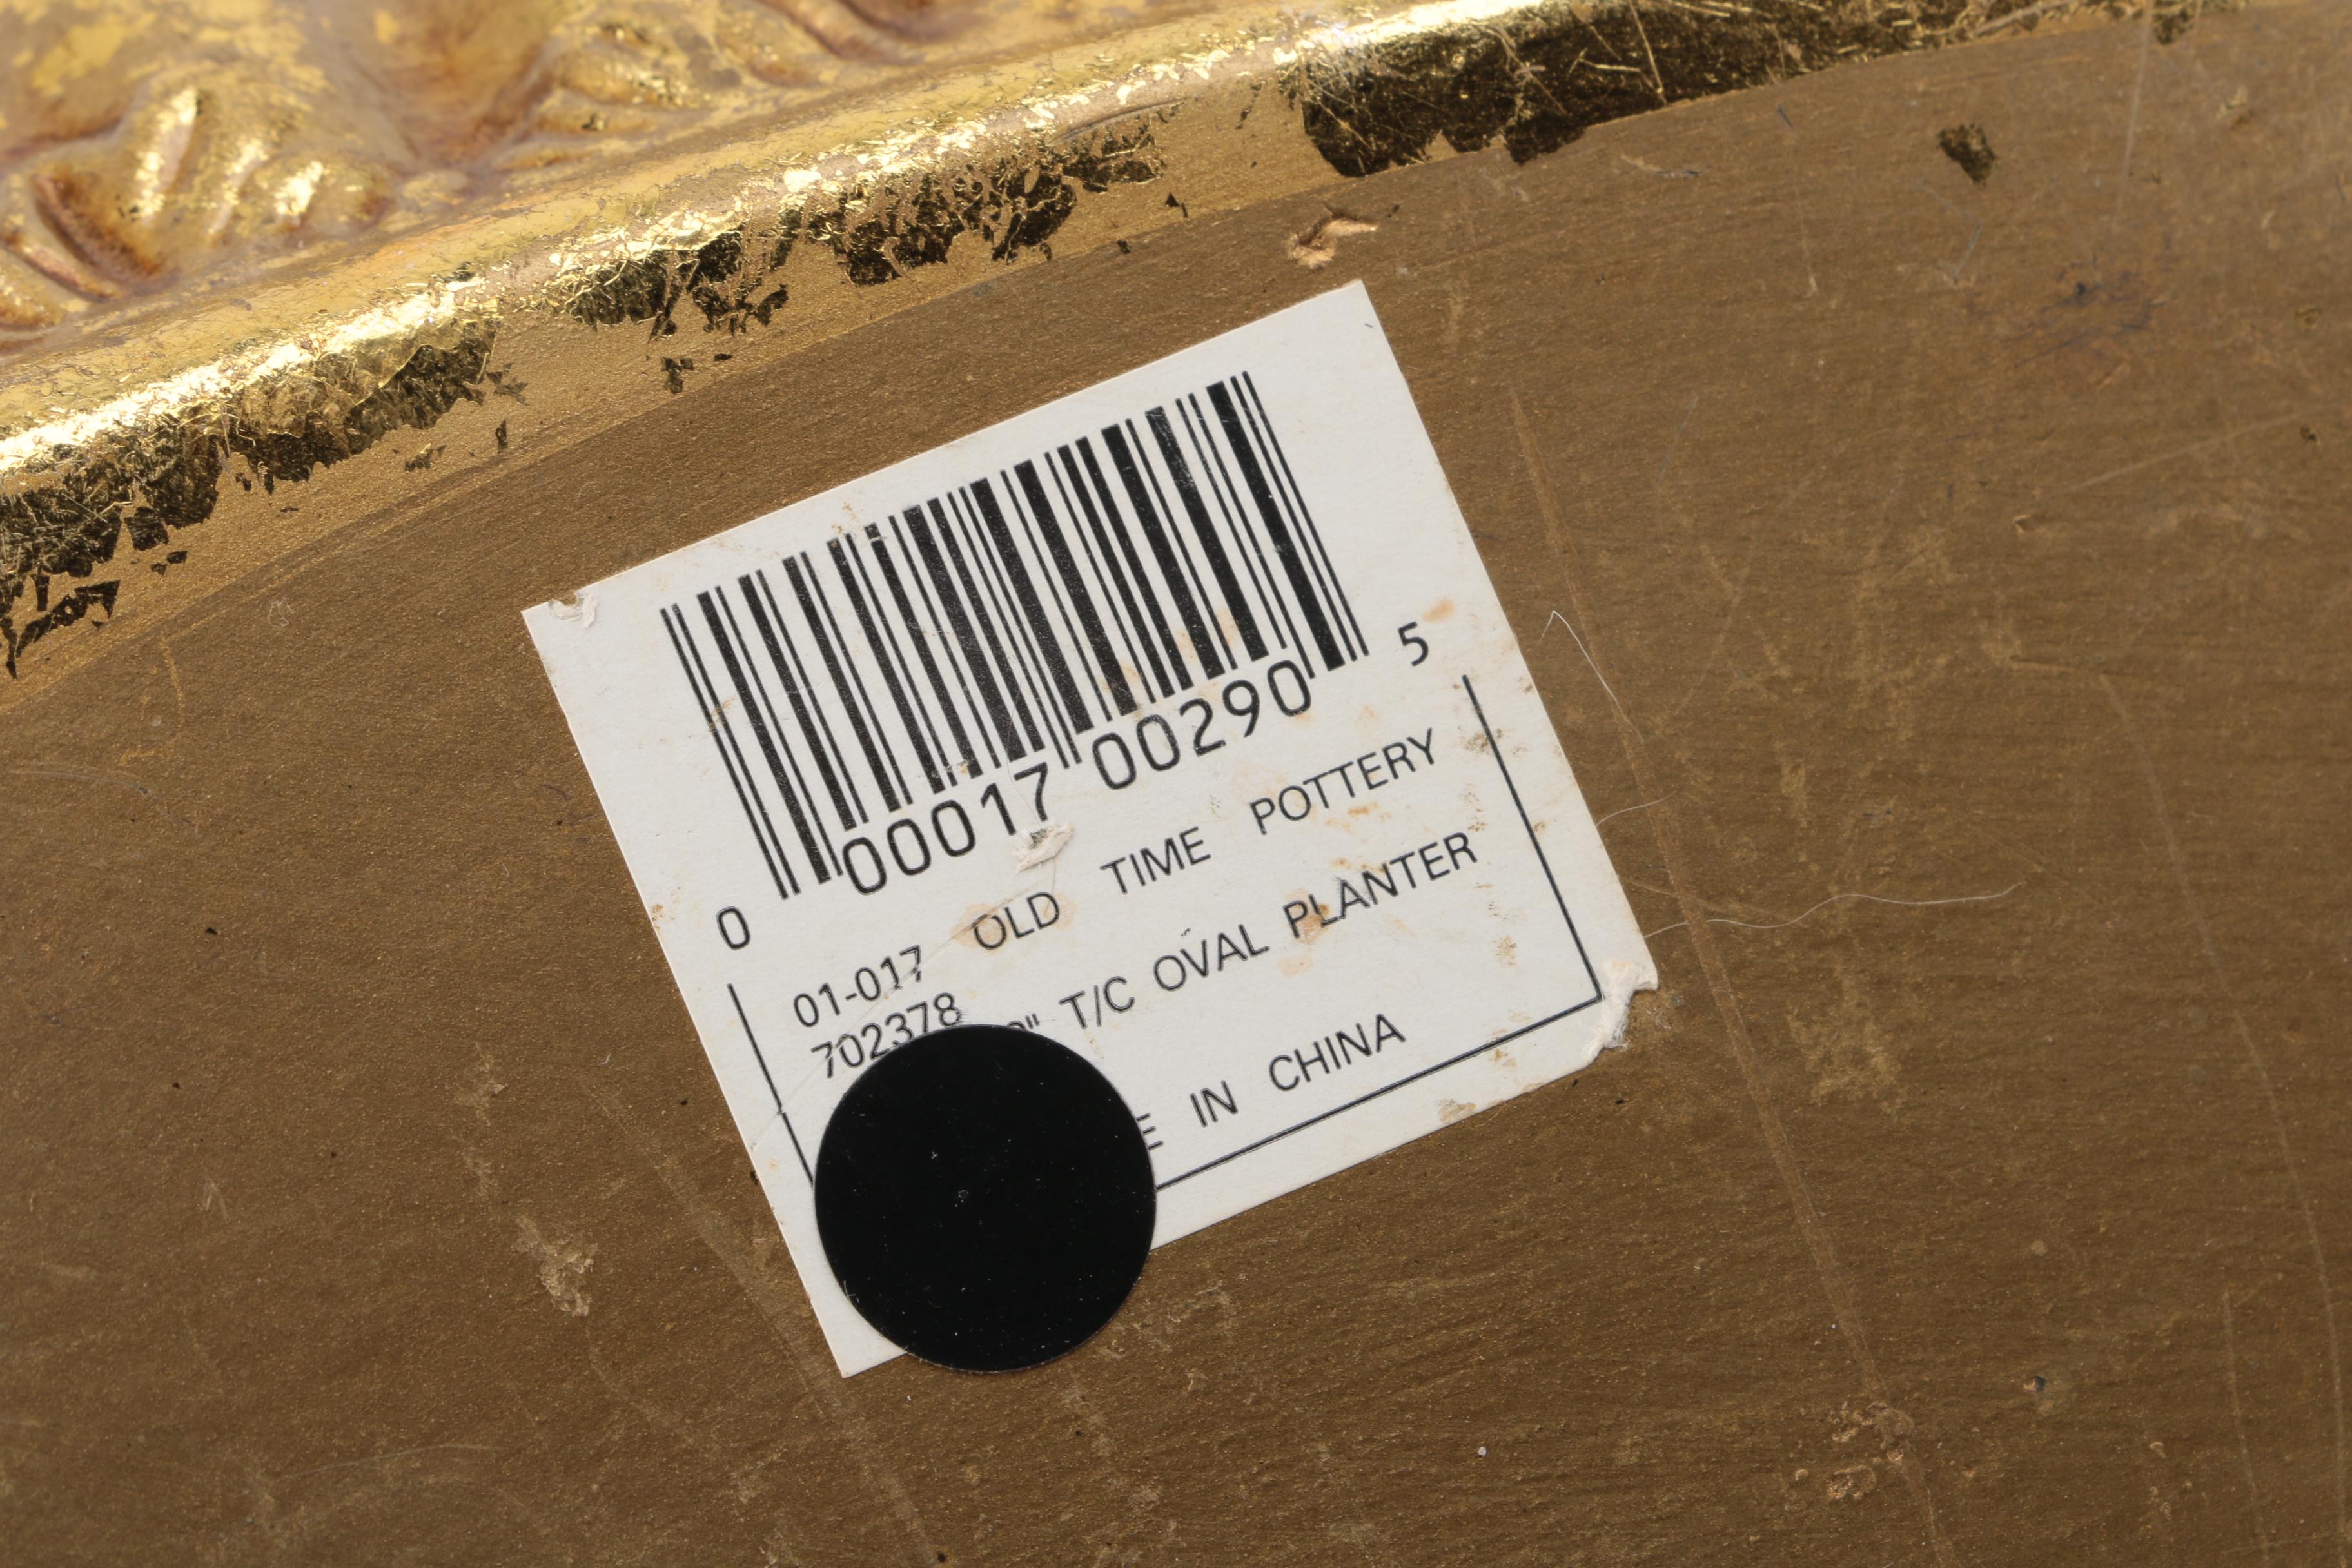 0 00017 00290 5
01-017 OLD TIME POTTERY
702378 " T/C OVAL PLANTER
IN CHINA